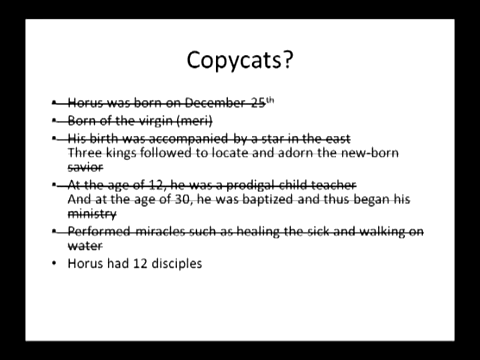 Copycats?
• Horus was born on December 25th
• Born of the virgin (meri)
• His birth was accompanied by a star in the east
Three kings followed to locate and adorn the new-born
savior
• At the age of 12, he was a prodigal child teacher
And at the age of 30, he was baptized and thus began his
ministry
• Performed miracles such as healing the sick and walking on
water
• Horus had 12 disciples